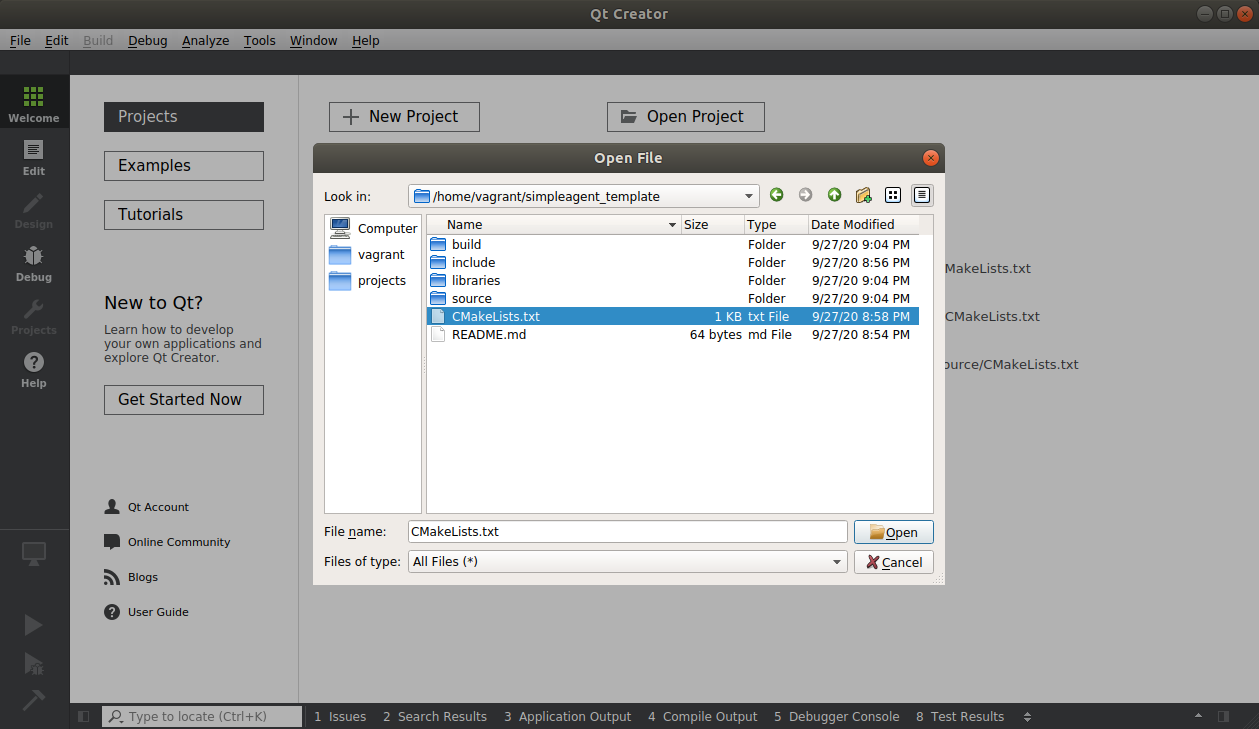 Qt Creator
File Edit Build Debug Analyze Tools Window Help
Welcome
Edit
Design
Debug
Projects
Help
Projects
Examples
Tutorials
New to Qt?
Learn how to develop
your own applications and
explore Qt Creator.
Get Started Now
Qt Account
Online Community
Blogs
User Guide
New Project
Open Project
MakeLists.txt
CMakeLists.txt
ource/CMakeLists.txt
Open File
Look in: /home/vagrant/simpleagent_template
Computer
vagrant
projects
Name Size Type Date Modified
build Folder 9/27/20 9:04 PM
include Folder 9/27/20 8:56 PM
libraries Folder 9/27/20 9:04 PM
source Folder 9/27/20 9:04 PM
CMakeLists.txt 1 KB txt File 9/27/20 8:58 PM
README.md 64 bytes md File 9/27/20 8:54 PM
File name: CMakeLists.txt Open
Files of type: All Files (*) Cancel
Type to locate (Ctrl+K) 1 Issues 2 Search Results 3 Application Output 4 Compile Output 5 Debugger Console 8 Test Results